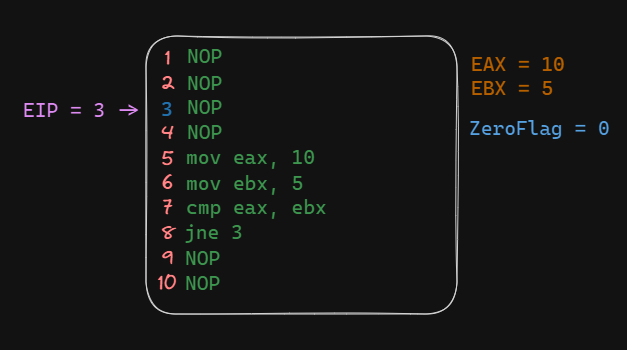 EIP = 3 →
1 NOP
2 NOP
3 NOP
4 NOP
5 mov eax, 10
6 mov ebx, 5
7 cmp eax, ebx
8 jne 3
9 NOP
10 NOP
EAX = 10
EBX = 5
ZeroFlag = 0